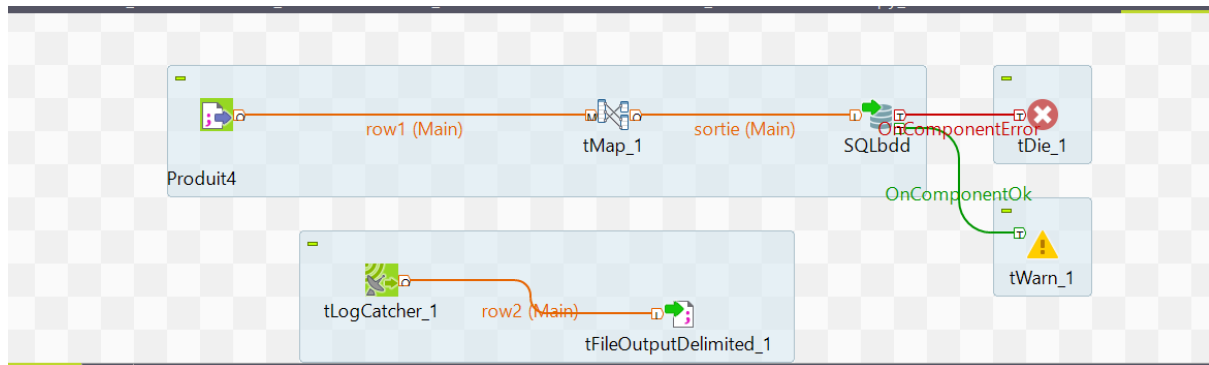 row1 (Main)
sortie (Main)
OnComponentError
Produit4
tMap_1
SQLbdd
tDie_1
OnComponentOk
tWarn_1
tLogCatcher_1
row2 (Main)
tFileOutputDelimited_1